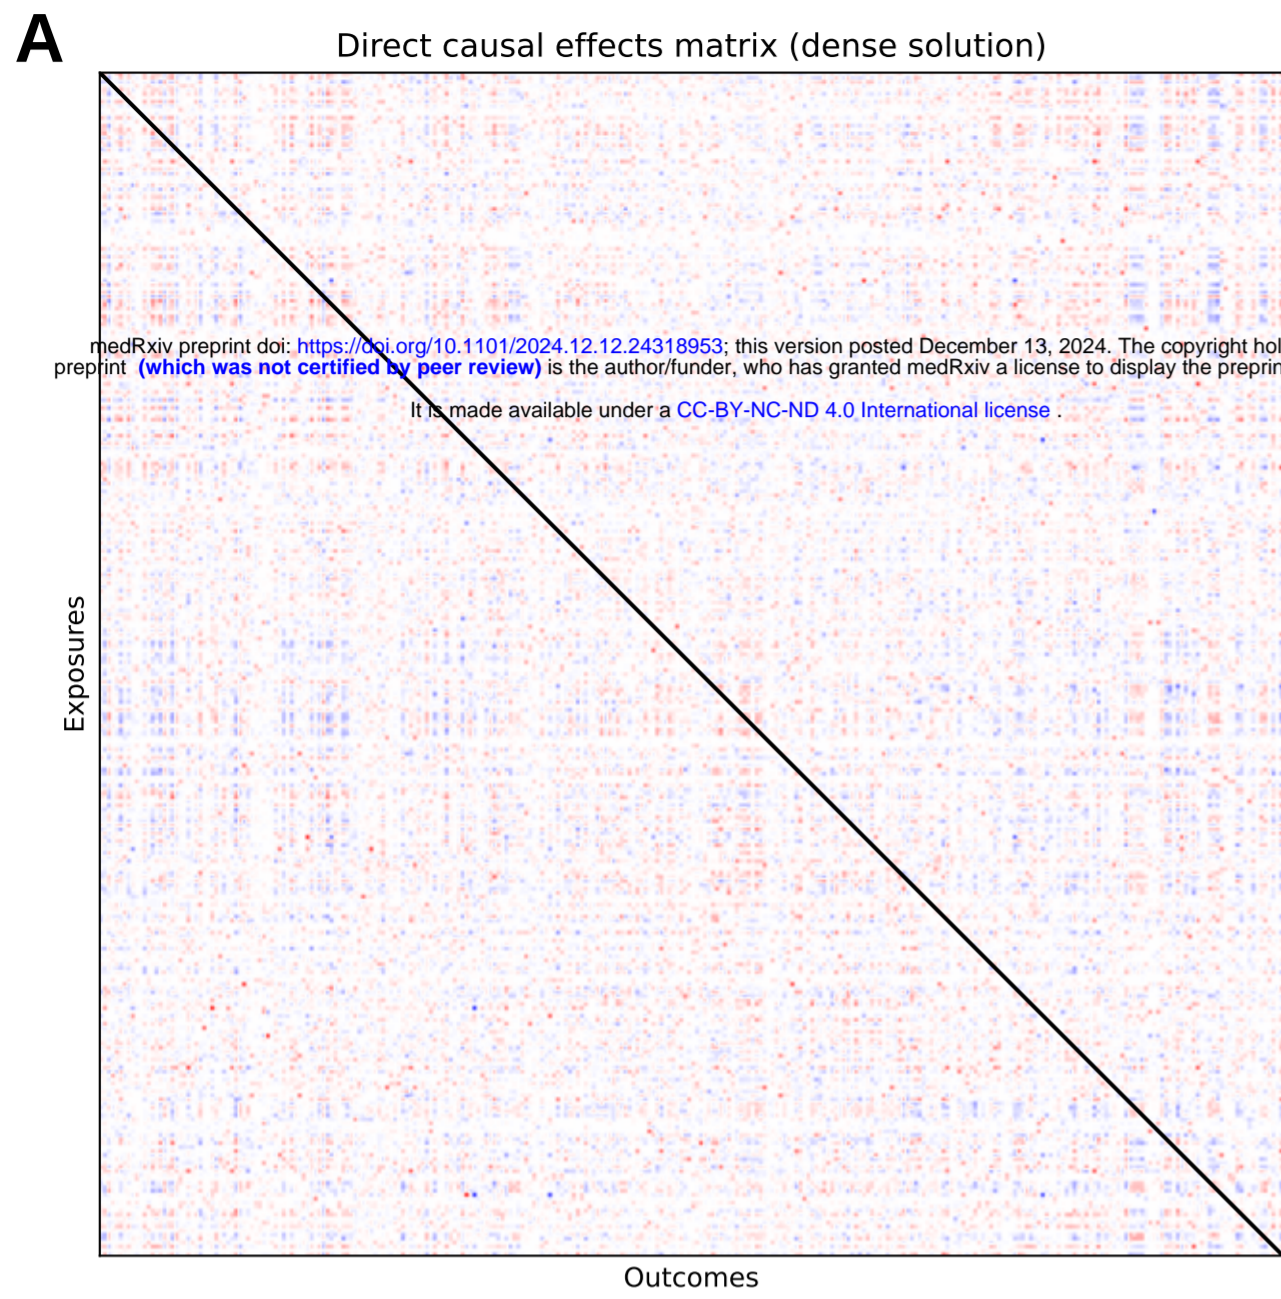 A
Direct causal effects matrix (dense solution)
medRxiv preprint doi: https://doi.org/10.1101/2024.12.12.24318953; this version posted December 13, 2024. The copyright hol
preprint (which was not certified by peer review) is the author/funder, who has granted medRxiv a license to display the preprin
It is made available under a CC-BY-NC-ND 4.0 International license .
Exposures
Outcomes